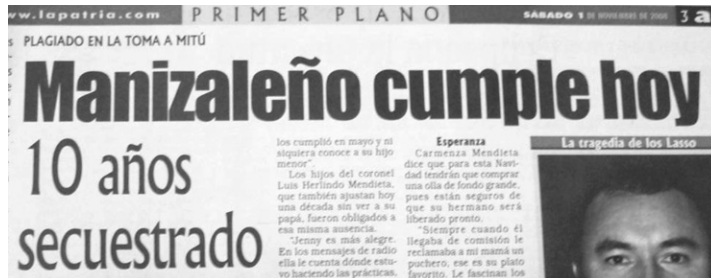 ww.lapatria.com PRIMER PLANO SÁBADO 1 DE NOVIEMBRE DE 3 a
PLAGIADO EN LA TOMA A MITÚ
Manizaleño cumple hoy
10 años
secuestrado
los cumplió en mayo y ni
siquiera conoce a su hijo
menor".
Los hijos del coronel
Luis Herlindo Mendieta,
que también ajustan hoy
una década sin ver a su
papá, fueron obligados a
esa misma ausencia.
"Jenny es más alegre.
En los mensajes de radio
ella le cuenta dónde estu-
vo haciendo las prácticas,
Esperanza
Carmenza Mendieta
dice que para esta Navi-
dad tendrán que comprar
una olla de fondo grande,
pues están seguros de
que su hermano será
liberado pronto.
"Siempre cuando él
llegaba de comisión le
reclamaba a mi mamá un
puchero, ese es su plato
favorito. Le fascinan los
La tragedia de los Lasso